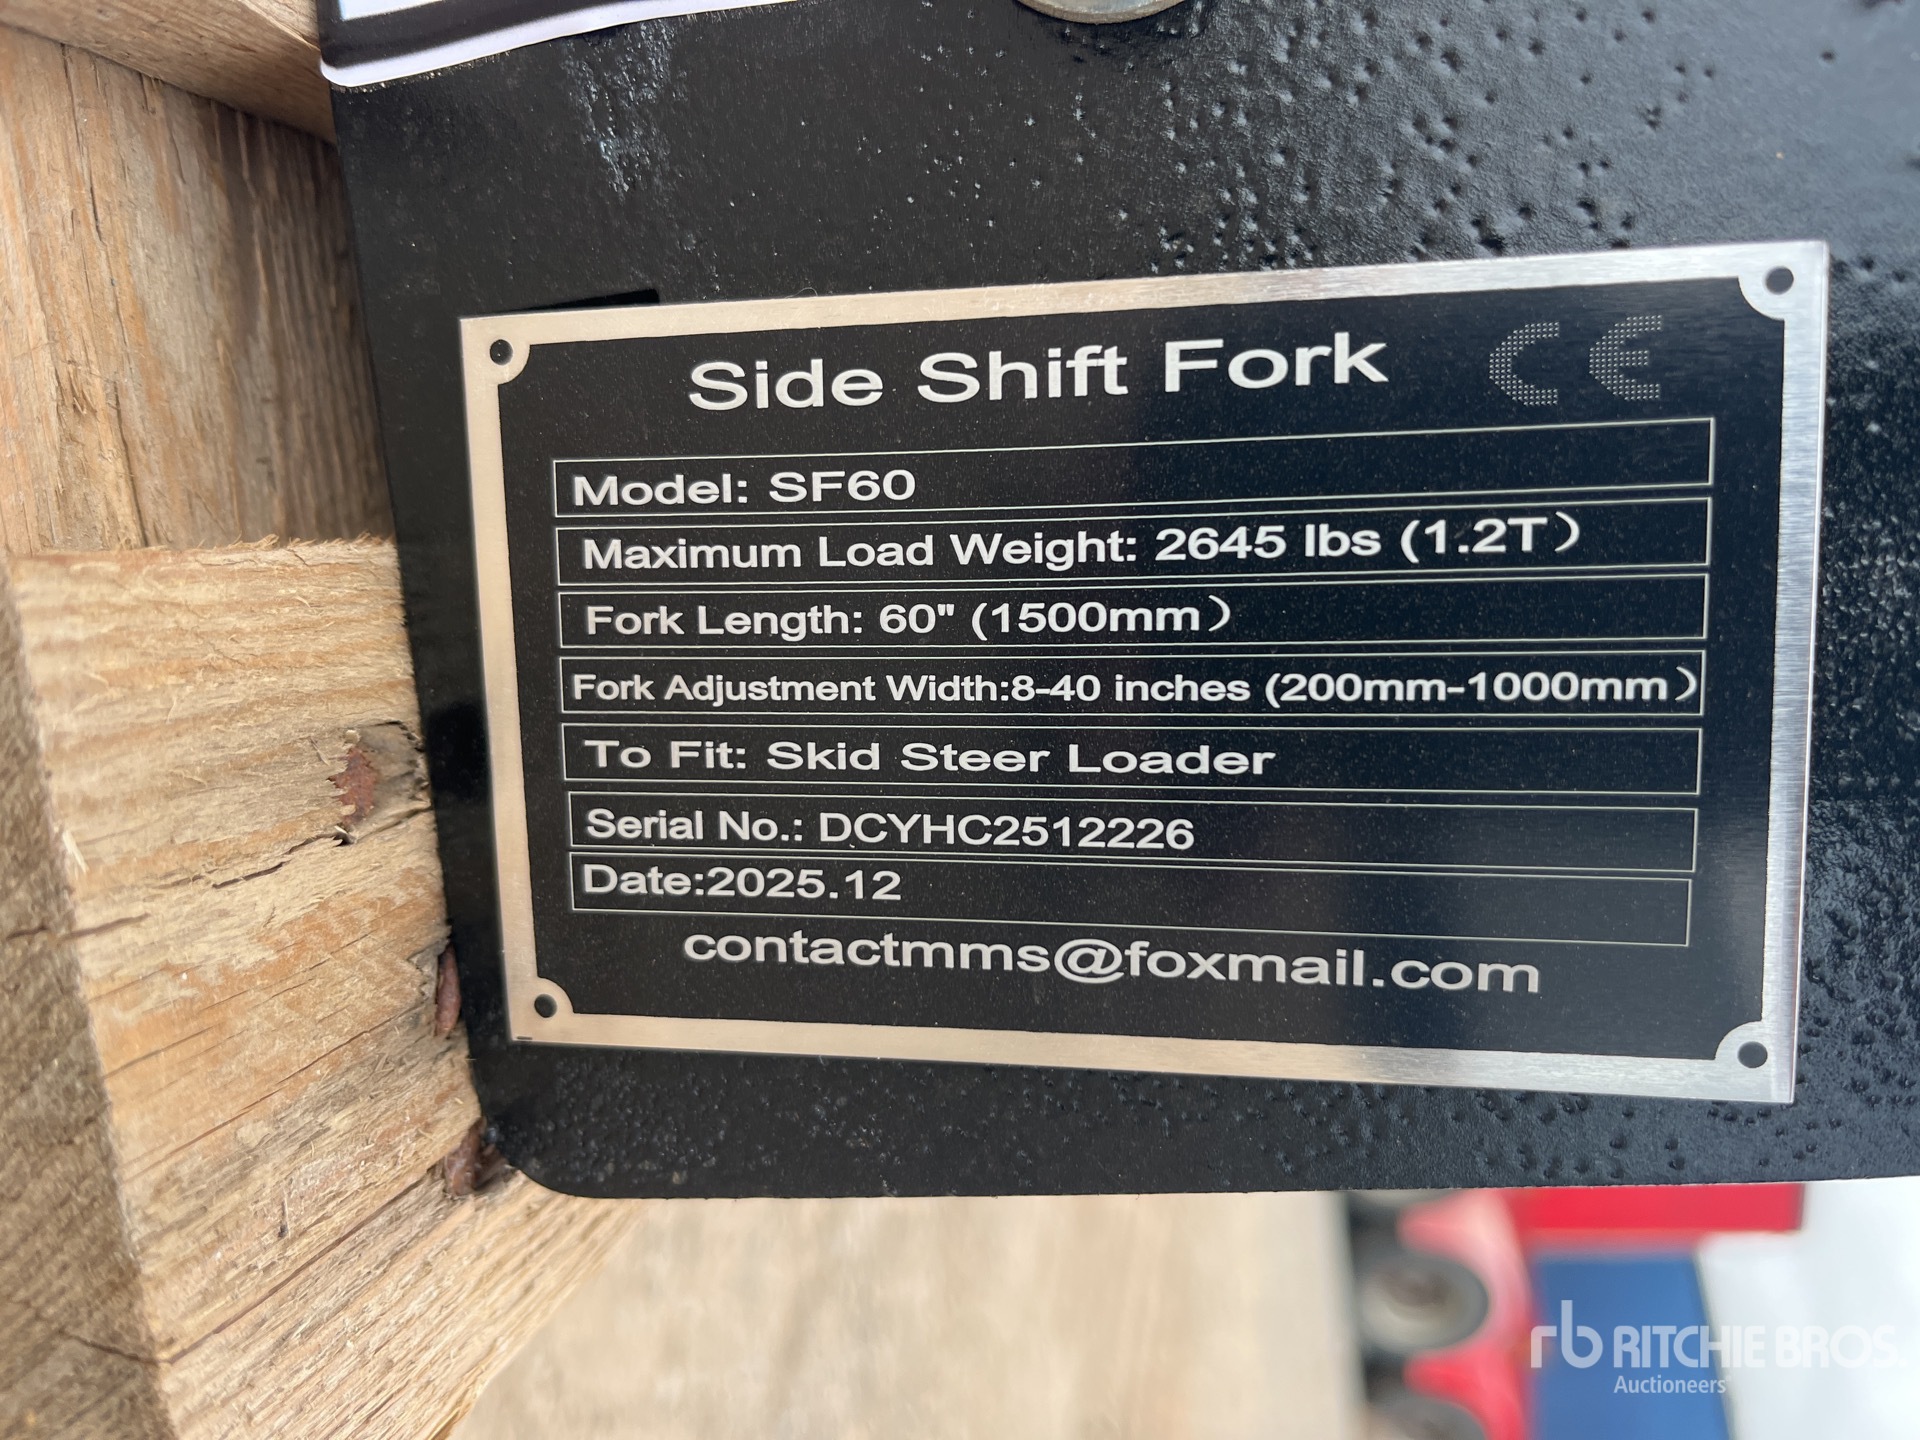 Side Shift Fork CE
Model: SF60
Maximum Load Weight: 2645 lbs (1.2T）
Fork Length: 60" (1500mm）
Fork Adjustment Width:8-40 inches (200mm-1000mm）
To Fit: Skid Steer Loader
Serial No.: DCYHC2512226
Date:2025.12
contactmms@foxmail.com
rb RITCHIE BROS.
Auctioneers